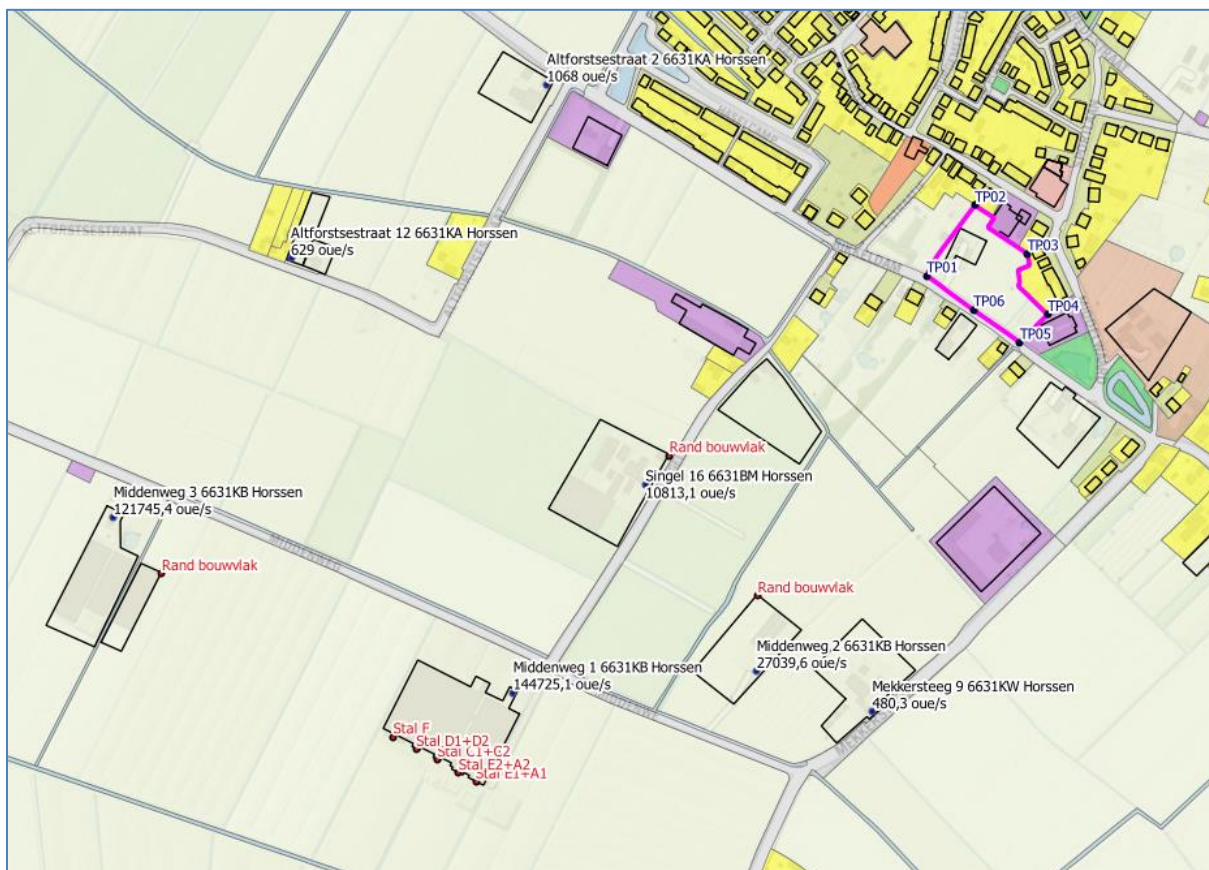 Altforstsestraat 2 6631KA Horssen
1068 oue/s
TP02
ALTFORSTSESTRAAT
Altforstsestraat 12 6631KA Horssen
629 oue/s
TP03
TP01
TP06
TP04
TP05
Rand bouwvlak
Singel 16 6631BM Horssen
10813,1 oue/s
Middenweg 3 6631KB Horssen
121745,4 oue/s
MIDDENWEG
Rand bouwvlak
Rand bouwvlak
Middenweg 1 6631KB Horssen
144725,1 oue/s
Middenweg 2 6631KB Horssen
27039,6 oue/s
Mekkersteeg 9 6631KW Horssen
480,3 oue/s
Stal F
Stal D1+D2
Stal C1+C2
Stal E2+A2
Stal E1+A1